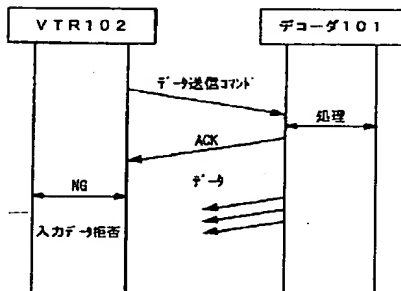 VTR102
デコーダ101
データ送信コマンド
処理
ACK
NG
データ
入力データ拒否